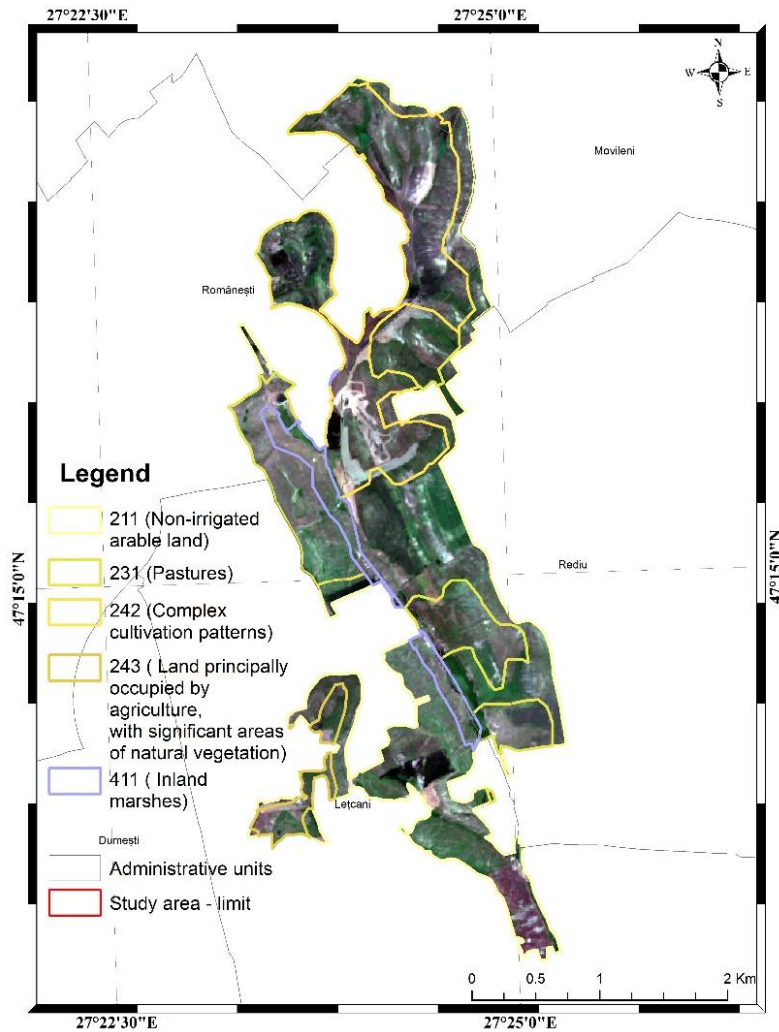 27°22'30"E
27°25'0"E
N
W
E
S
Movileni
Românești
Legend
211 (Non-irrigated
arable land)
231 (Pastures)
242 (Complex
cultivation patterns)
243 ( Land principally
occupied by
agriculture,
with significant areas
of natural vegetation)
411 ( Inland
marshes)
Administrative units
Study area - limit
47°15'0"N
47°15'0"N
Rediu
Lețcani
Dumești
0 0.5 1 2 Km
27°22'30"E
27°25'0"E